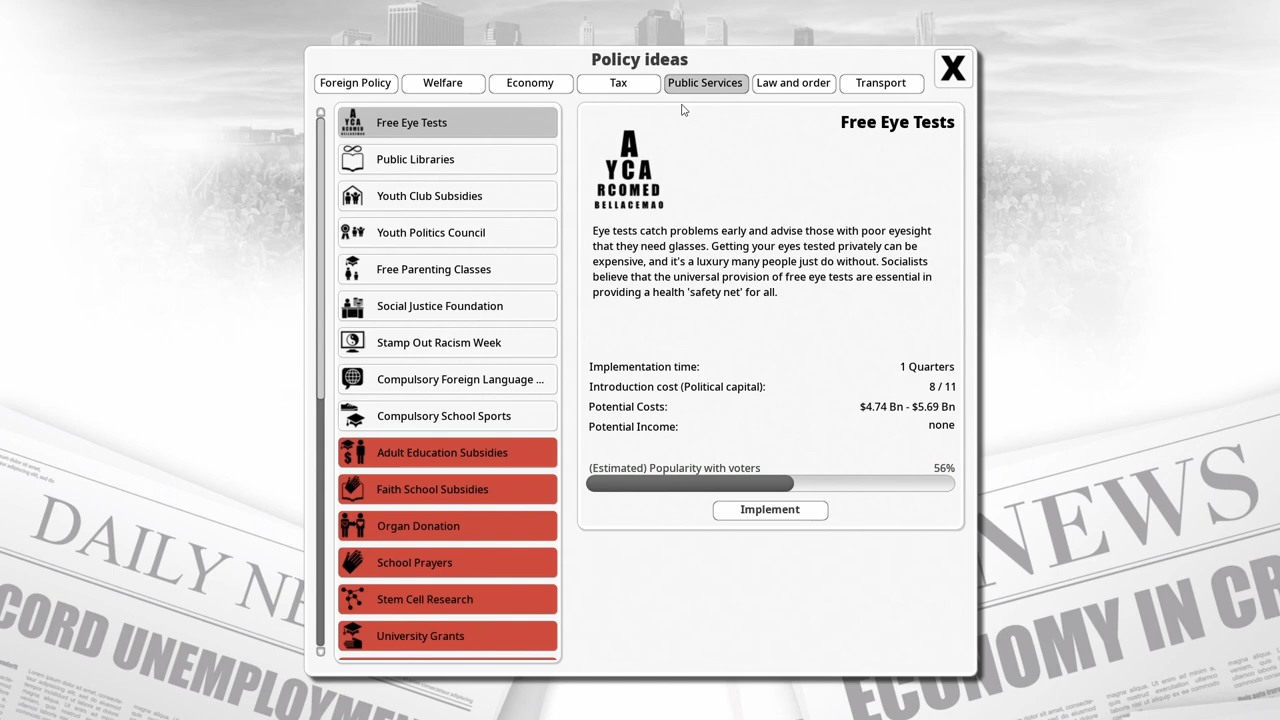 Policy ideas
X
Foreign Policy
Welfare
Economy
Tax
Public Services
Law and order
Transport
Free Eye Tests
Public Libraries
Youth Club Subsidies
Youth Politics Council
Free Parenting Classes
Social Justice Foundation
Stamp Out Racism Week
Compulsory Foreign Language ...
Compulsory School Sports
Adult Education Subsidies
Faith School Subsidies
Organ Donation
School Prayers
Stem Cell Research
University Grants
Free Eye Tests
A
YCA
RCOMED
BELLACEMAO
Eye tests catch problems early and advise those with poor eyesight
that they need glasses. Getting your eyes tested privately can be
expensive, and it's a luxury many people just do without. Socialists
believe that the universal provision of free eye tests are essential in
providing a health 'safety net' for all.
Implementation time: 1 Quarters
Introduction cost (Political capital): 8 / 11
Potential Costs: $4.74 Bn - $5.69 Bn
Potential Income: none
(Estimated) Popularity with voters 56%
Implement
DAILY NE
CORD UNEMPLOYM
NEWS
ECONOMY IN CR